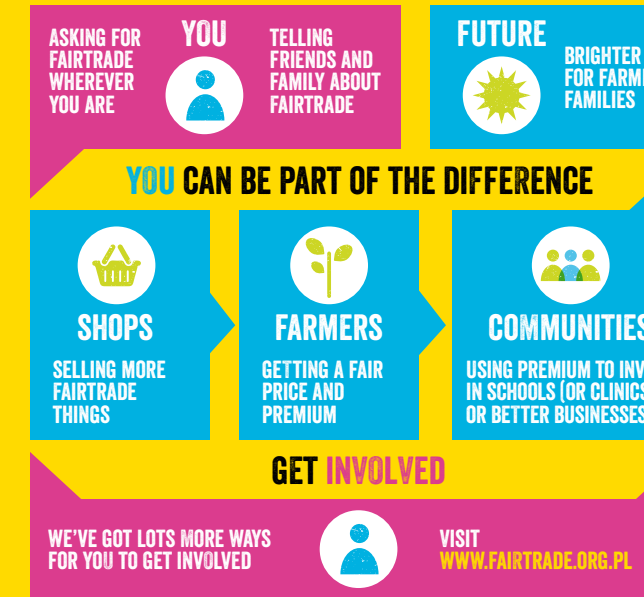 ASKING FOR
FAIRTRADE
WHEREVER
YOU ARE
YOU
TELLING
FRIENDS AND
FAMILY ABOUT
FAIRTRADE
FUTURE
BRIGHTER
FOR
FAMILIES
YOU CAN BE PART OF THE DIFFERENCE
SHOPS
SELLING MORE
FAIRTRADE
THINGS
FARMERS
GETTING A FAIR
PRICE AND
PREMIUM
COMMUNITIES
USING PREMIUM TO
IN SCHOOLS (OR CLINICS
OR BETTER BUSINESSES
GET INVOLVED
WE'VE GOT LOTS MORE WAYS
FOR YOU TO GET INVOLVED
VISIT
WWW.FAIRTRADE.ORG.PL